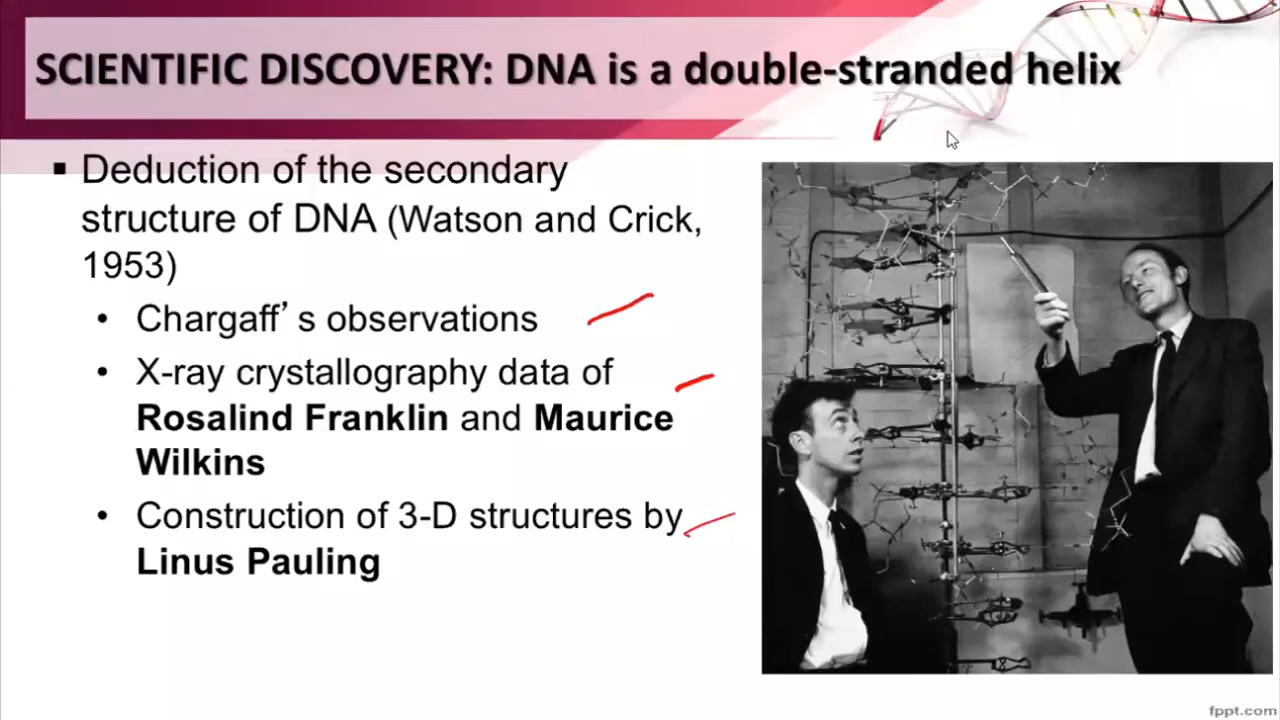 SCIENTIFIC DISCOVERY: DNA is a double-stranded helix
▪ Deduction of the secondary
structure of DNA (Watson and Crick,
1953)
• Chargaff’s observations
• X-ray crystallography data of
Rosalind Franklin and Maurice
Wilkins
• Construction of 3-D structures by
Linus Pauling
fppt.com